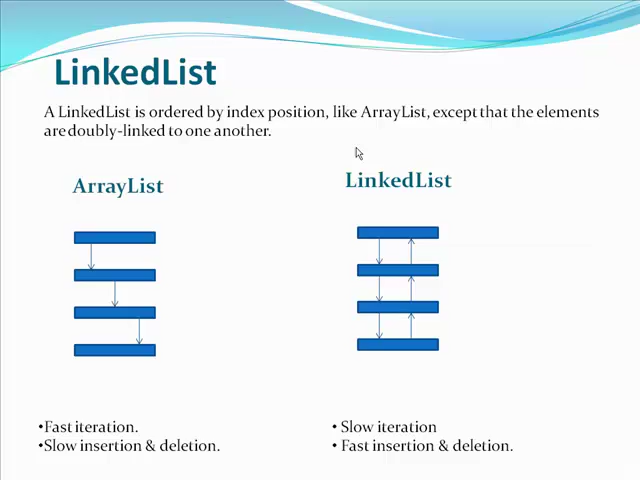 LinkedList
A LinkedList is ordered by index position, like ArrayList, except that the elements
are doubly-linked to one another.
ArrayList
LinkedList
•Fast iteration.
•Slow insertion & deletion.
• Slow iteration
• Fast insertion & deletion.